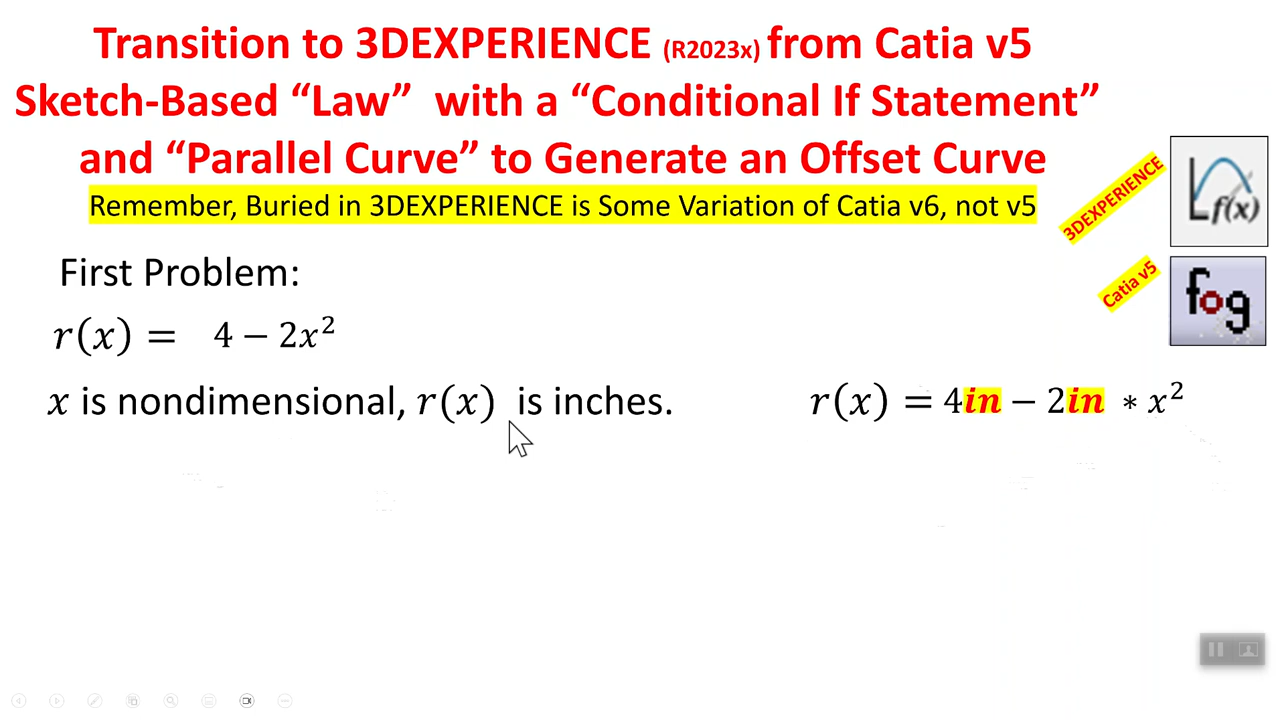 Transition to 3DEXPERIENCE (R2023x) from Catia v5
Sketch-Based “Law” with a “Conditional If Statement”
and “Parallel Curve” to Generate an Offset Curve
Remember, Buried in 3DEXPERIENCE is Some Variation of Catia v6, not v5
3DEXPERIENCE
f(x)
Catia v5
fog
First Problem:
r(x) = 4 − 2x²
x is nondimensional, r(x) is inches.
r(x) = 4in − 2in * x²